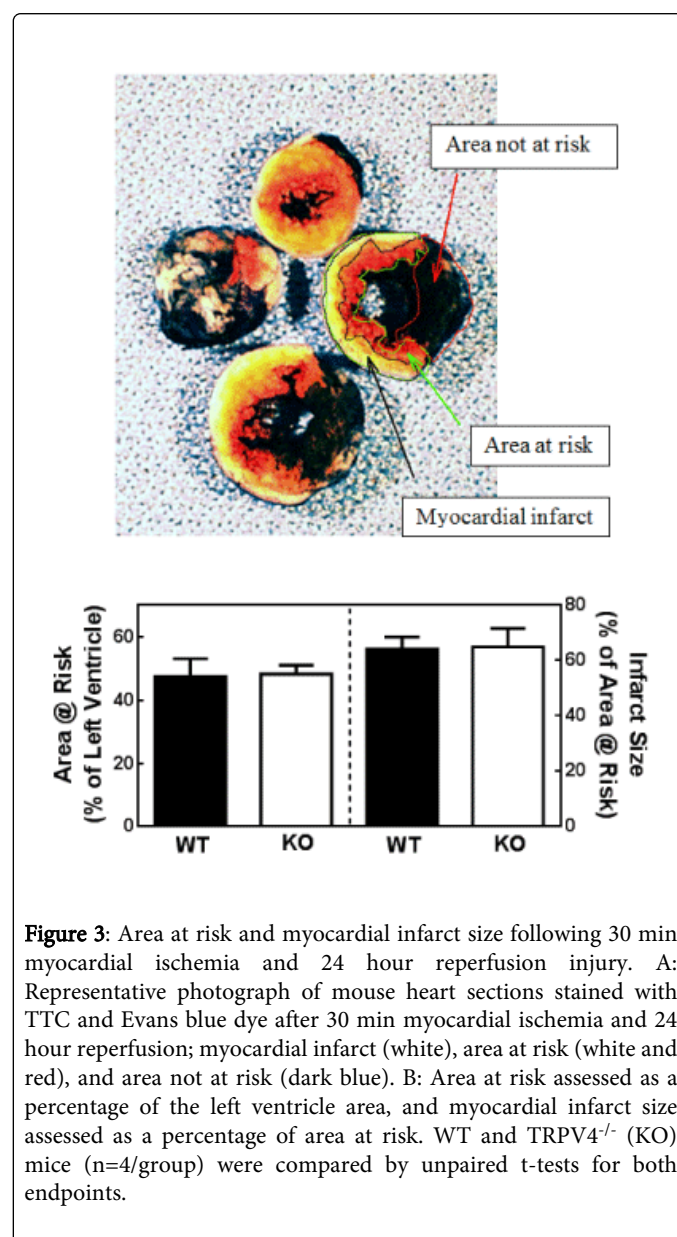 Area not at risk
Area at risk
Myocardial infarct
Area @ Risk
(% of Left Ventricle)
60
40
20
0
WT
KO
WT
KO
80
60
40
20
0
Infarct Size
(% of Area @ Risk)
Figure 3: Area at risk and myocardial infarct size following 30 min
myocardial ischemia and 24 hour reperfusion injury. A:
Representative photograph of mouse heart sections stained with
TTC and Evans blue dye after 30 min myocardial ischemia and 24
hour reperfusion; myocardial infarct (white), area at risk (white and
red), and area not at risk (dark blue). B: Area at risk assessed as a
percentage of the left ventricle area, and myocardial infarct size
assessed as a percentage of area at risk. WT and TRPV4-/- (KO)
mice (n=4/group) were compared by unpaired t-tests for both
endpoints.